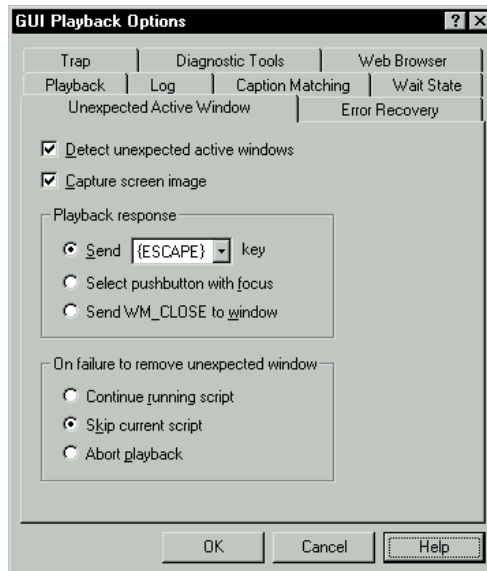 GUI Playback Options
Trap Diagnostic Tools Web Browser
Playback Log Caption Matching Wait State
Unexpected Active Window Error Recovery
Detect unexpected active windows
Capture screen image
Playback response
Send {ESCAPE} key
Select pushbutton with focus
Send WM_CLOSE to window
On failure to remove unexpected window
Continue running script
Skip current script
Abort playback
OK Cancel Help